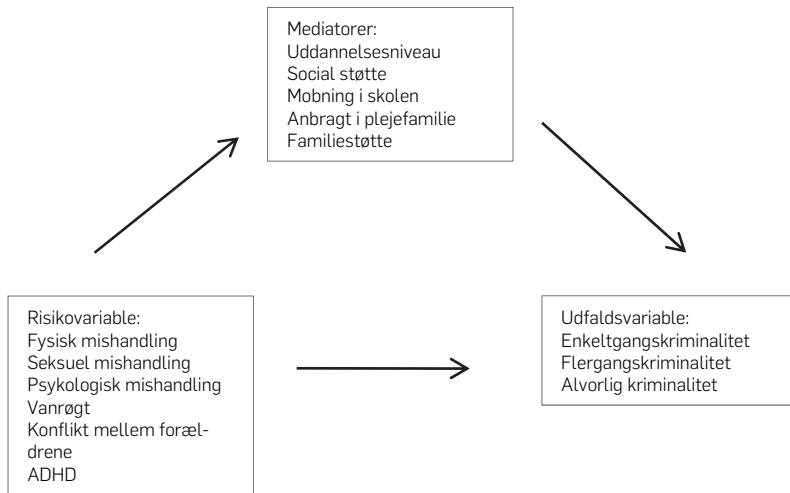 Mediatorer:
Uddannelsesniveau
Social støtte
Mobning i skolen
Anbragt i plejefamilie
Familiestøtte
Risikovariable:
Fysisk mishandling
Seksuel mishandling
Psykologisk mishandling
Vanrøgt
Konflikt mellem foræl-
drene
ADHD
Udfaldsvariable:
Enkeltgangskriminalitet
Flergangskriminalitet
Alvorlig kriminalitet